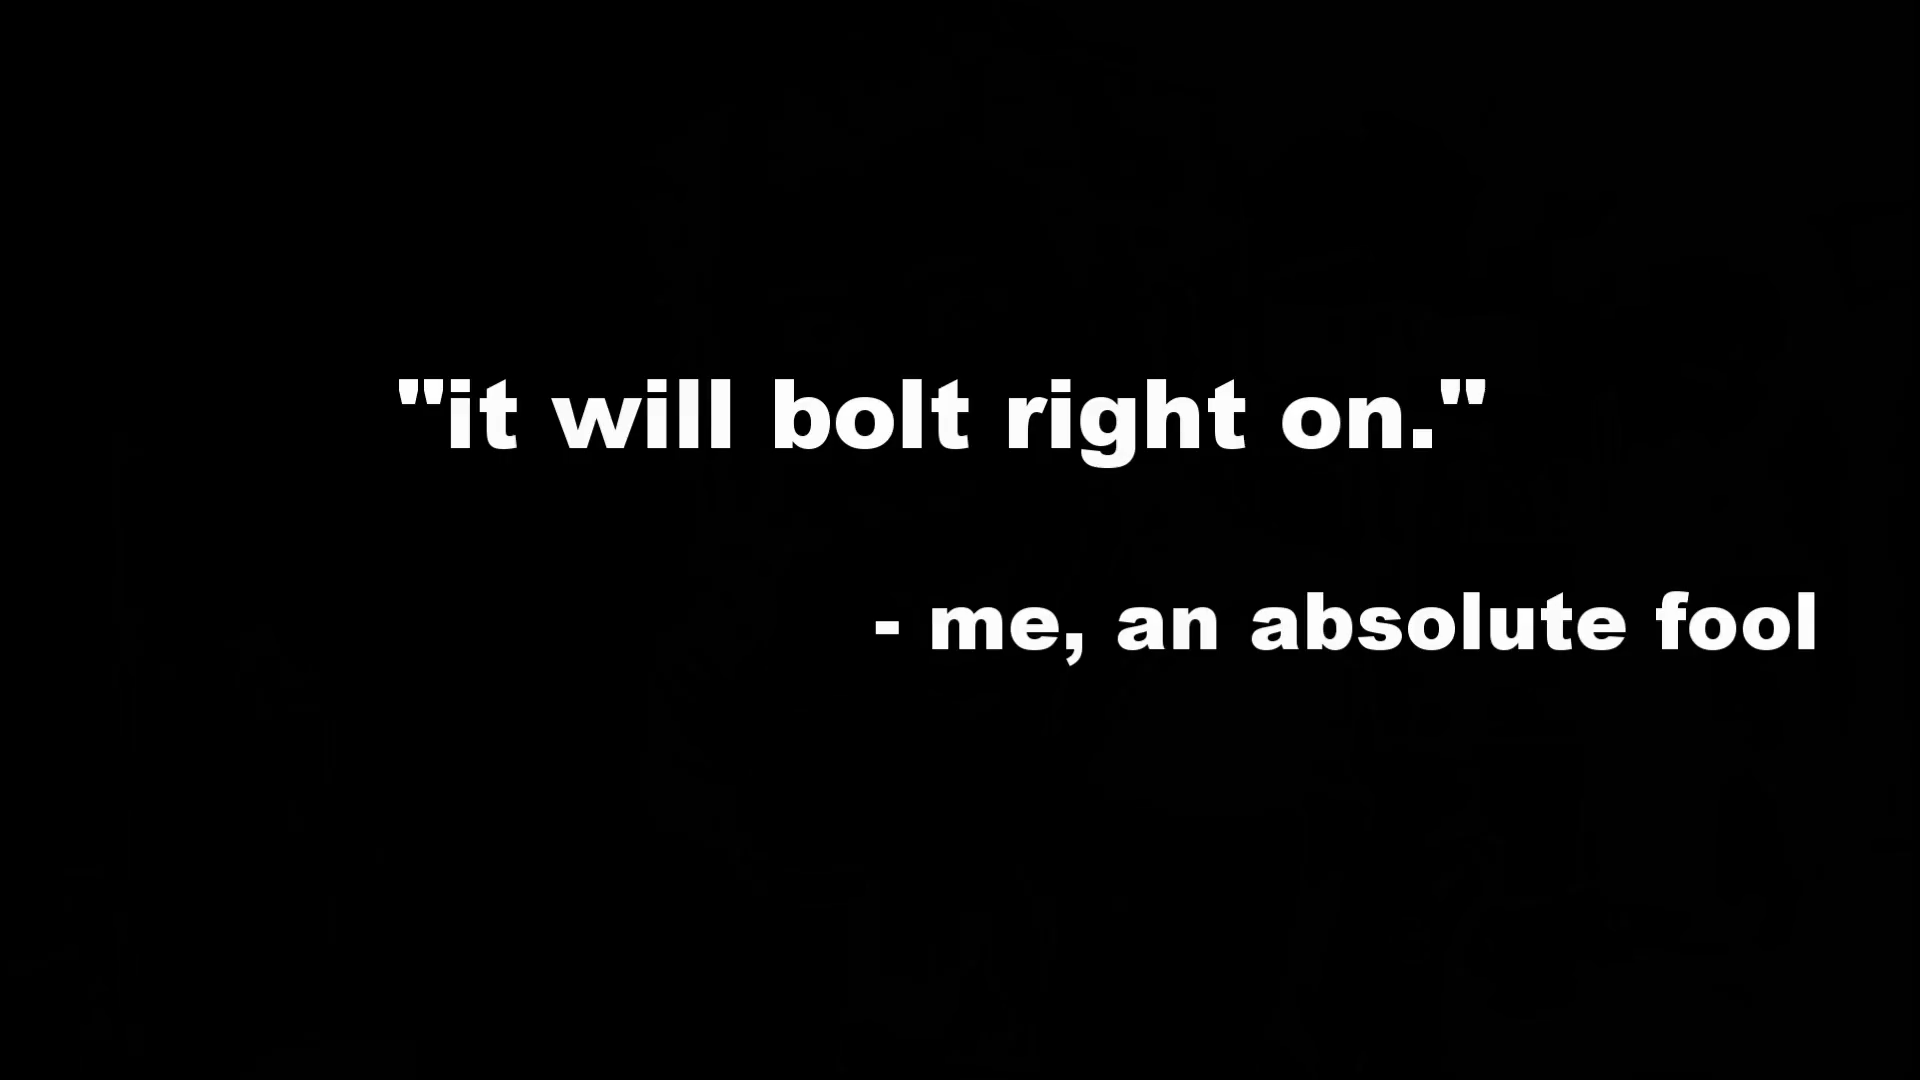 "it will bolt right on."
- me, an absolute fool